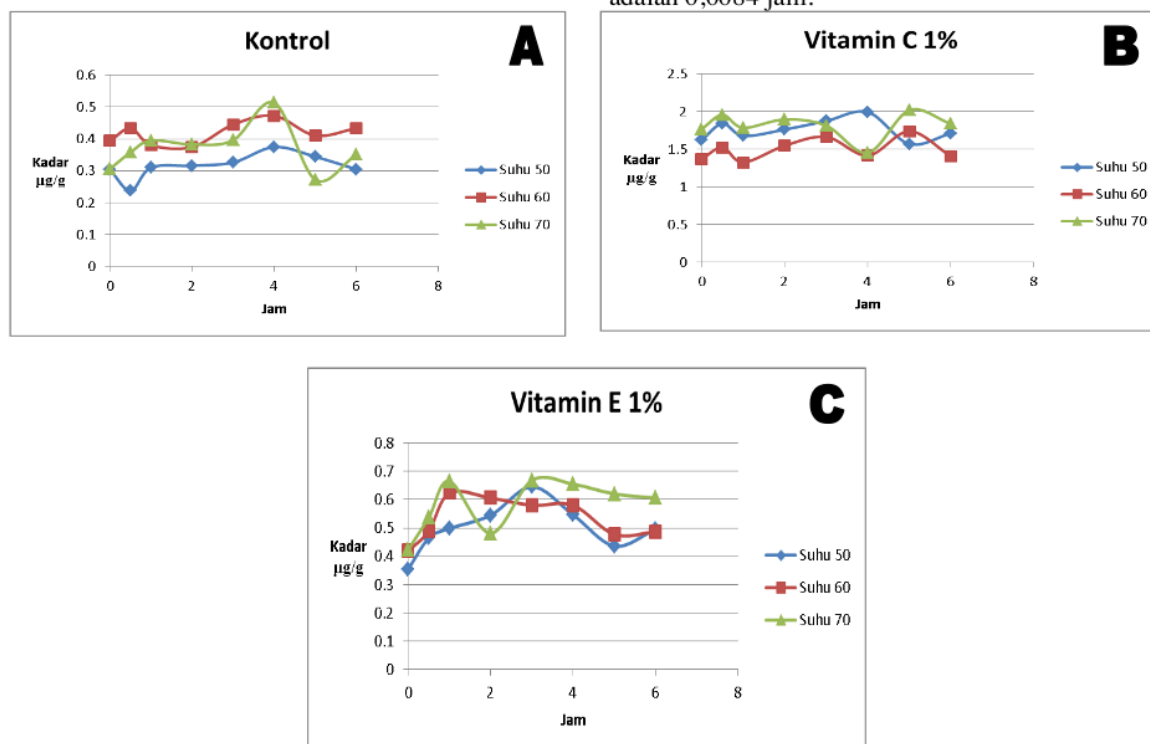 adalah 0,0084 jam.
Kontrol
A
0.6
0.5
0.4
0.3
0.2
0.1
0
Kadar
µg/g
0 2 4 6 8
Jam
Suhu 50
Suhu 60
Suhu 70
Vitamin C 1%
B
2.5
2
1.5
1
0.5
0
Kadar
µg/g
0 2 4 6 8
Jam
Suhu 50
Suhu 60
Suhu 70
Vitamin E 1%
C
0.8
0.7
0.6
0.5
0.4
0.3
0.2
0.1
0
Kadar
µg/g
0 2 4 6 8
Jam
Suhu 50
Suhu 60
Suhu 70